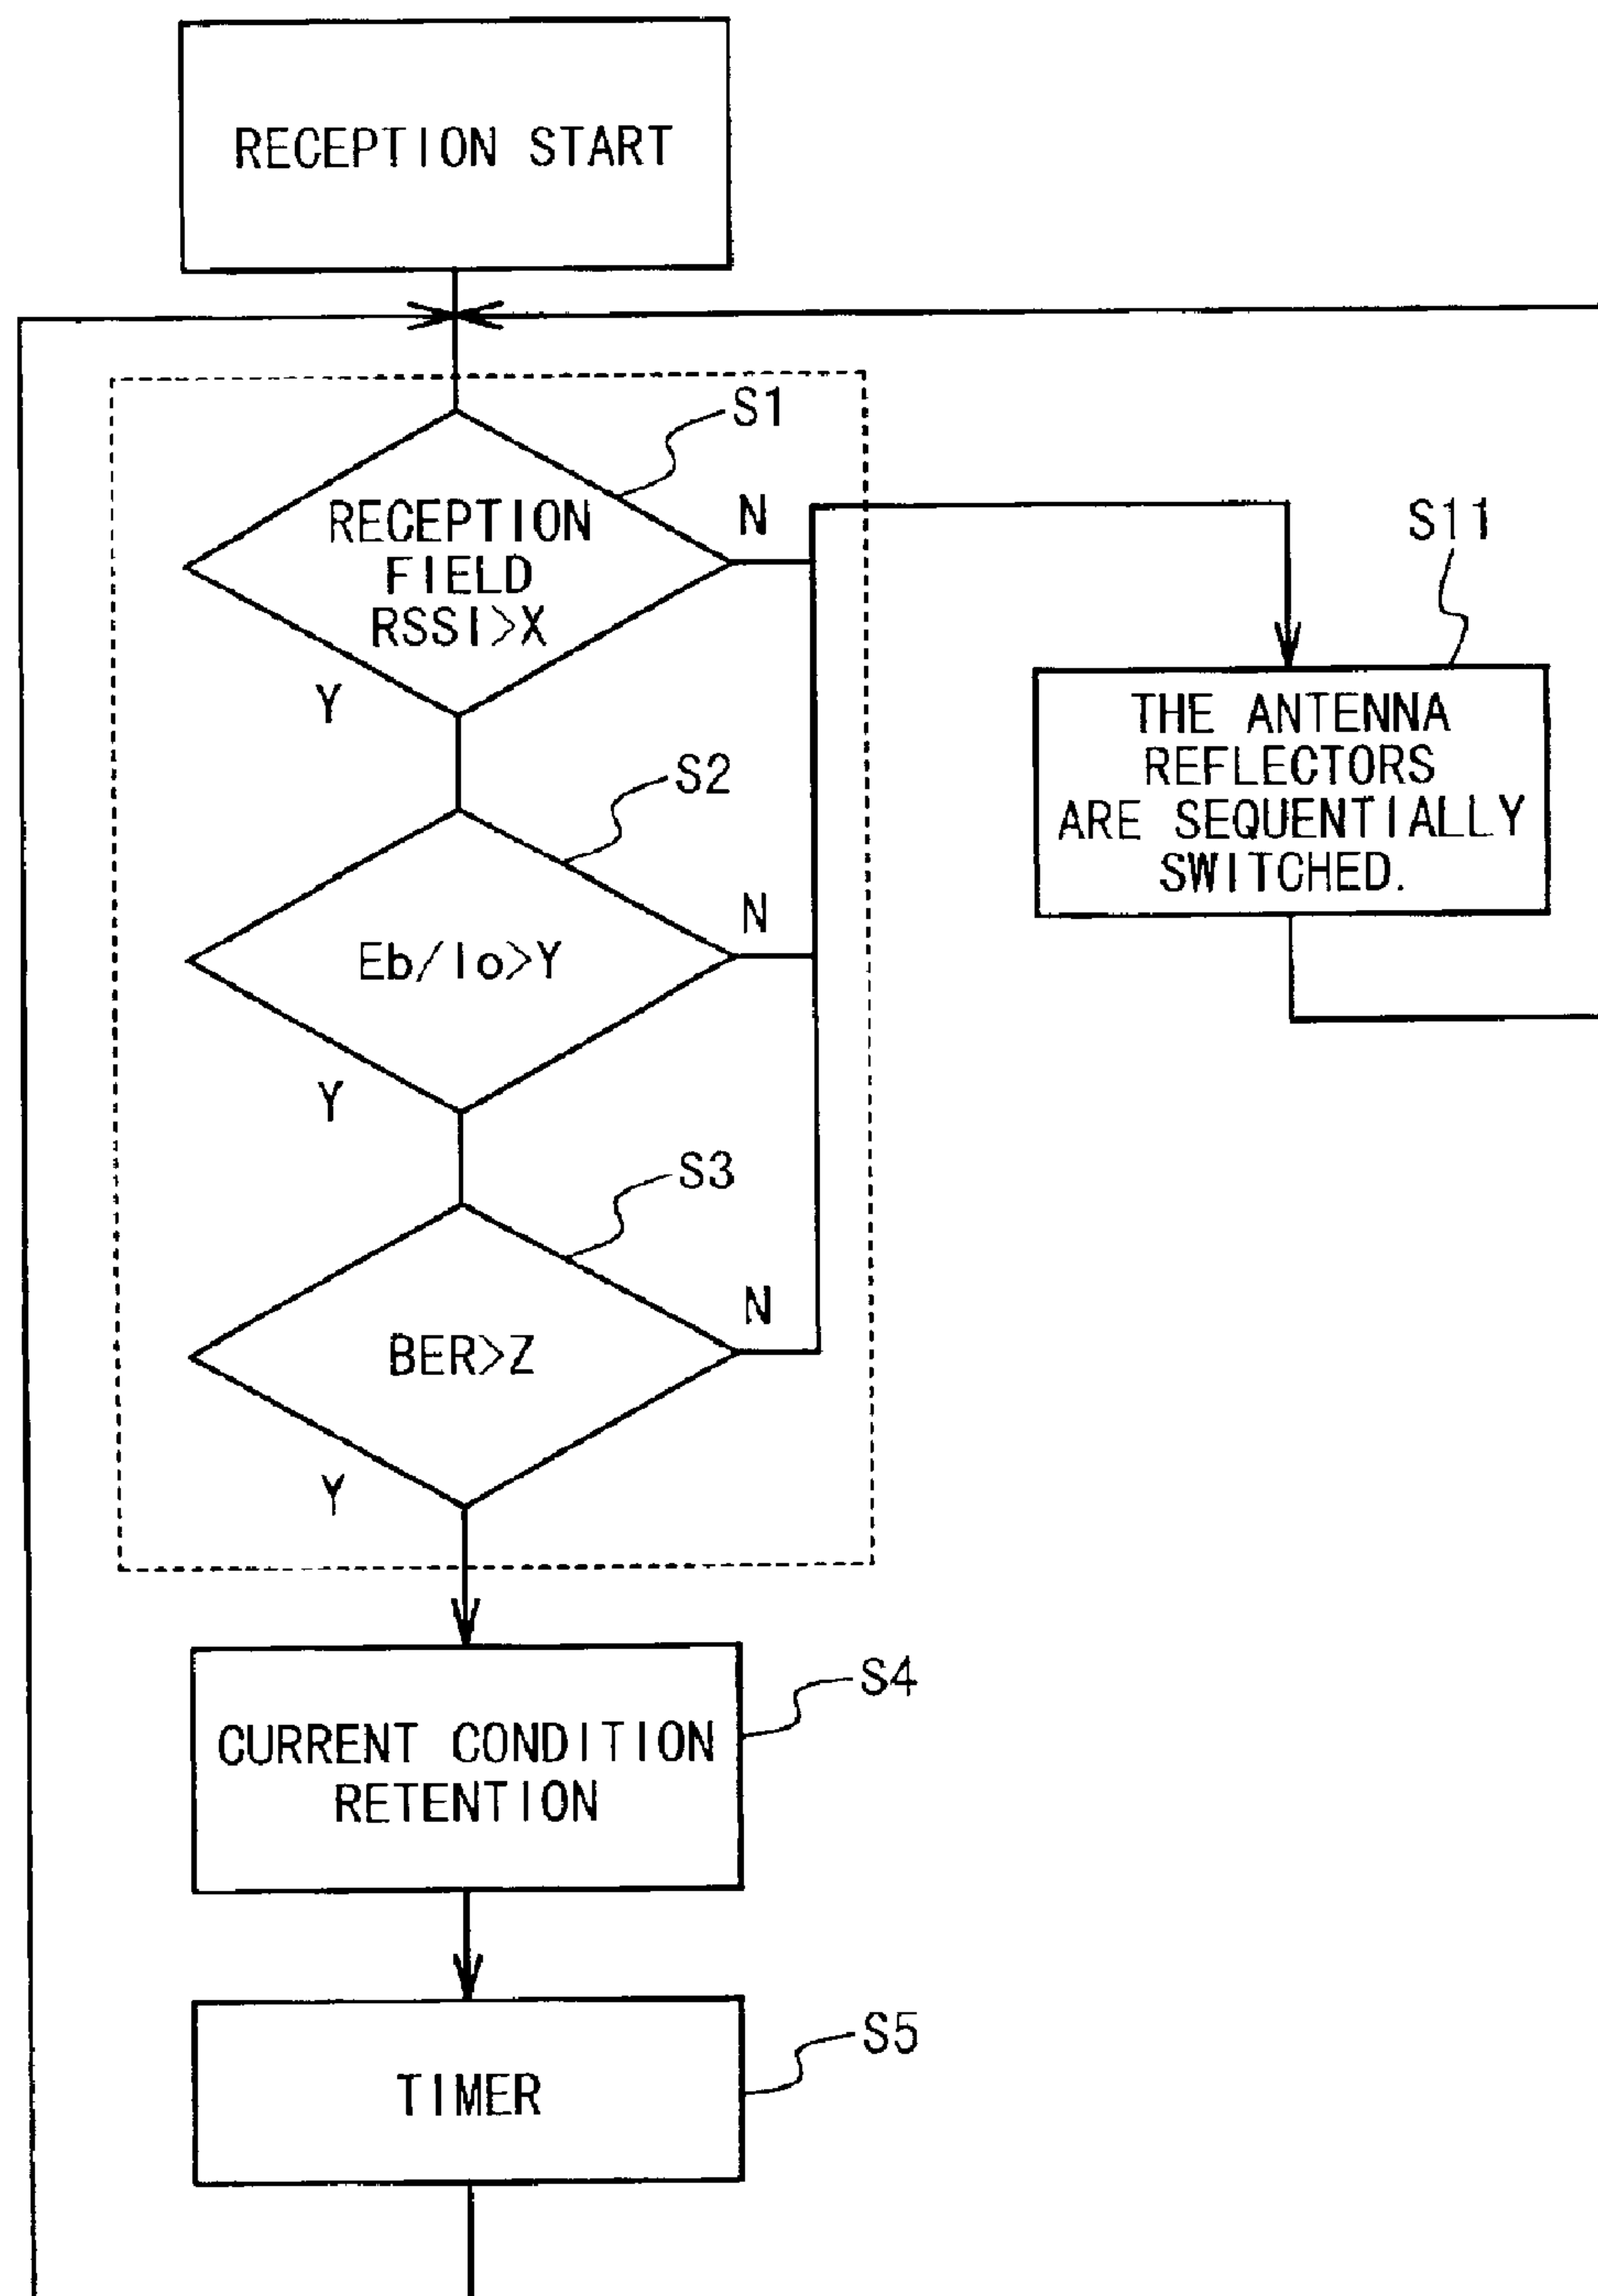 RECEPTION START
S1
RECEPTION
FIELD
RSSI>X
N
Y
S11
THE ANTENNA
REFLECTORS
ARE SEQUENTIALLY
SWITCHED.
S2
Eb/Io>Y
N
Y
S3
BER>Z
N
Y
S4
CURRENT CONDITION
RETENTION
S5
TIMER